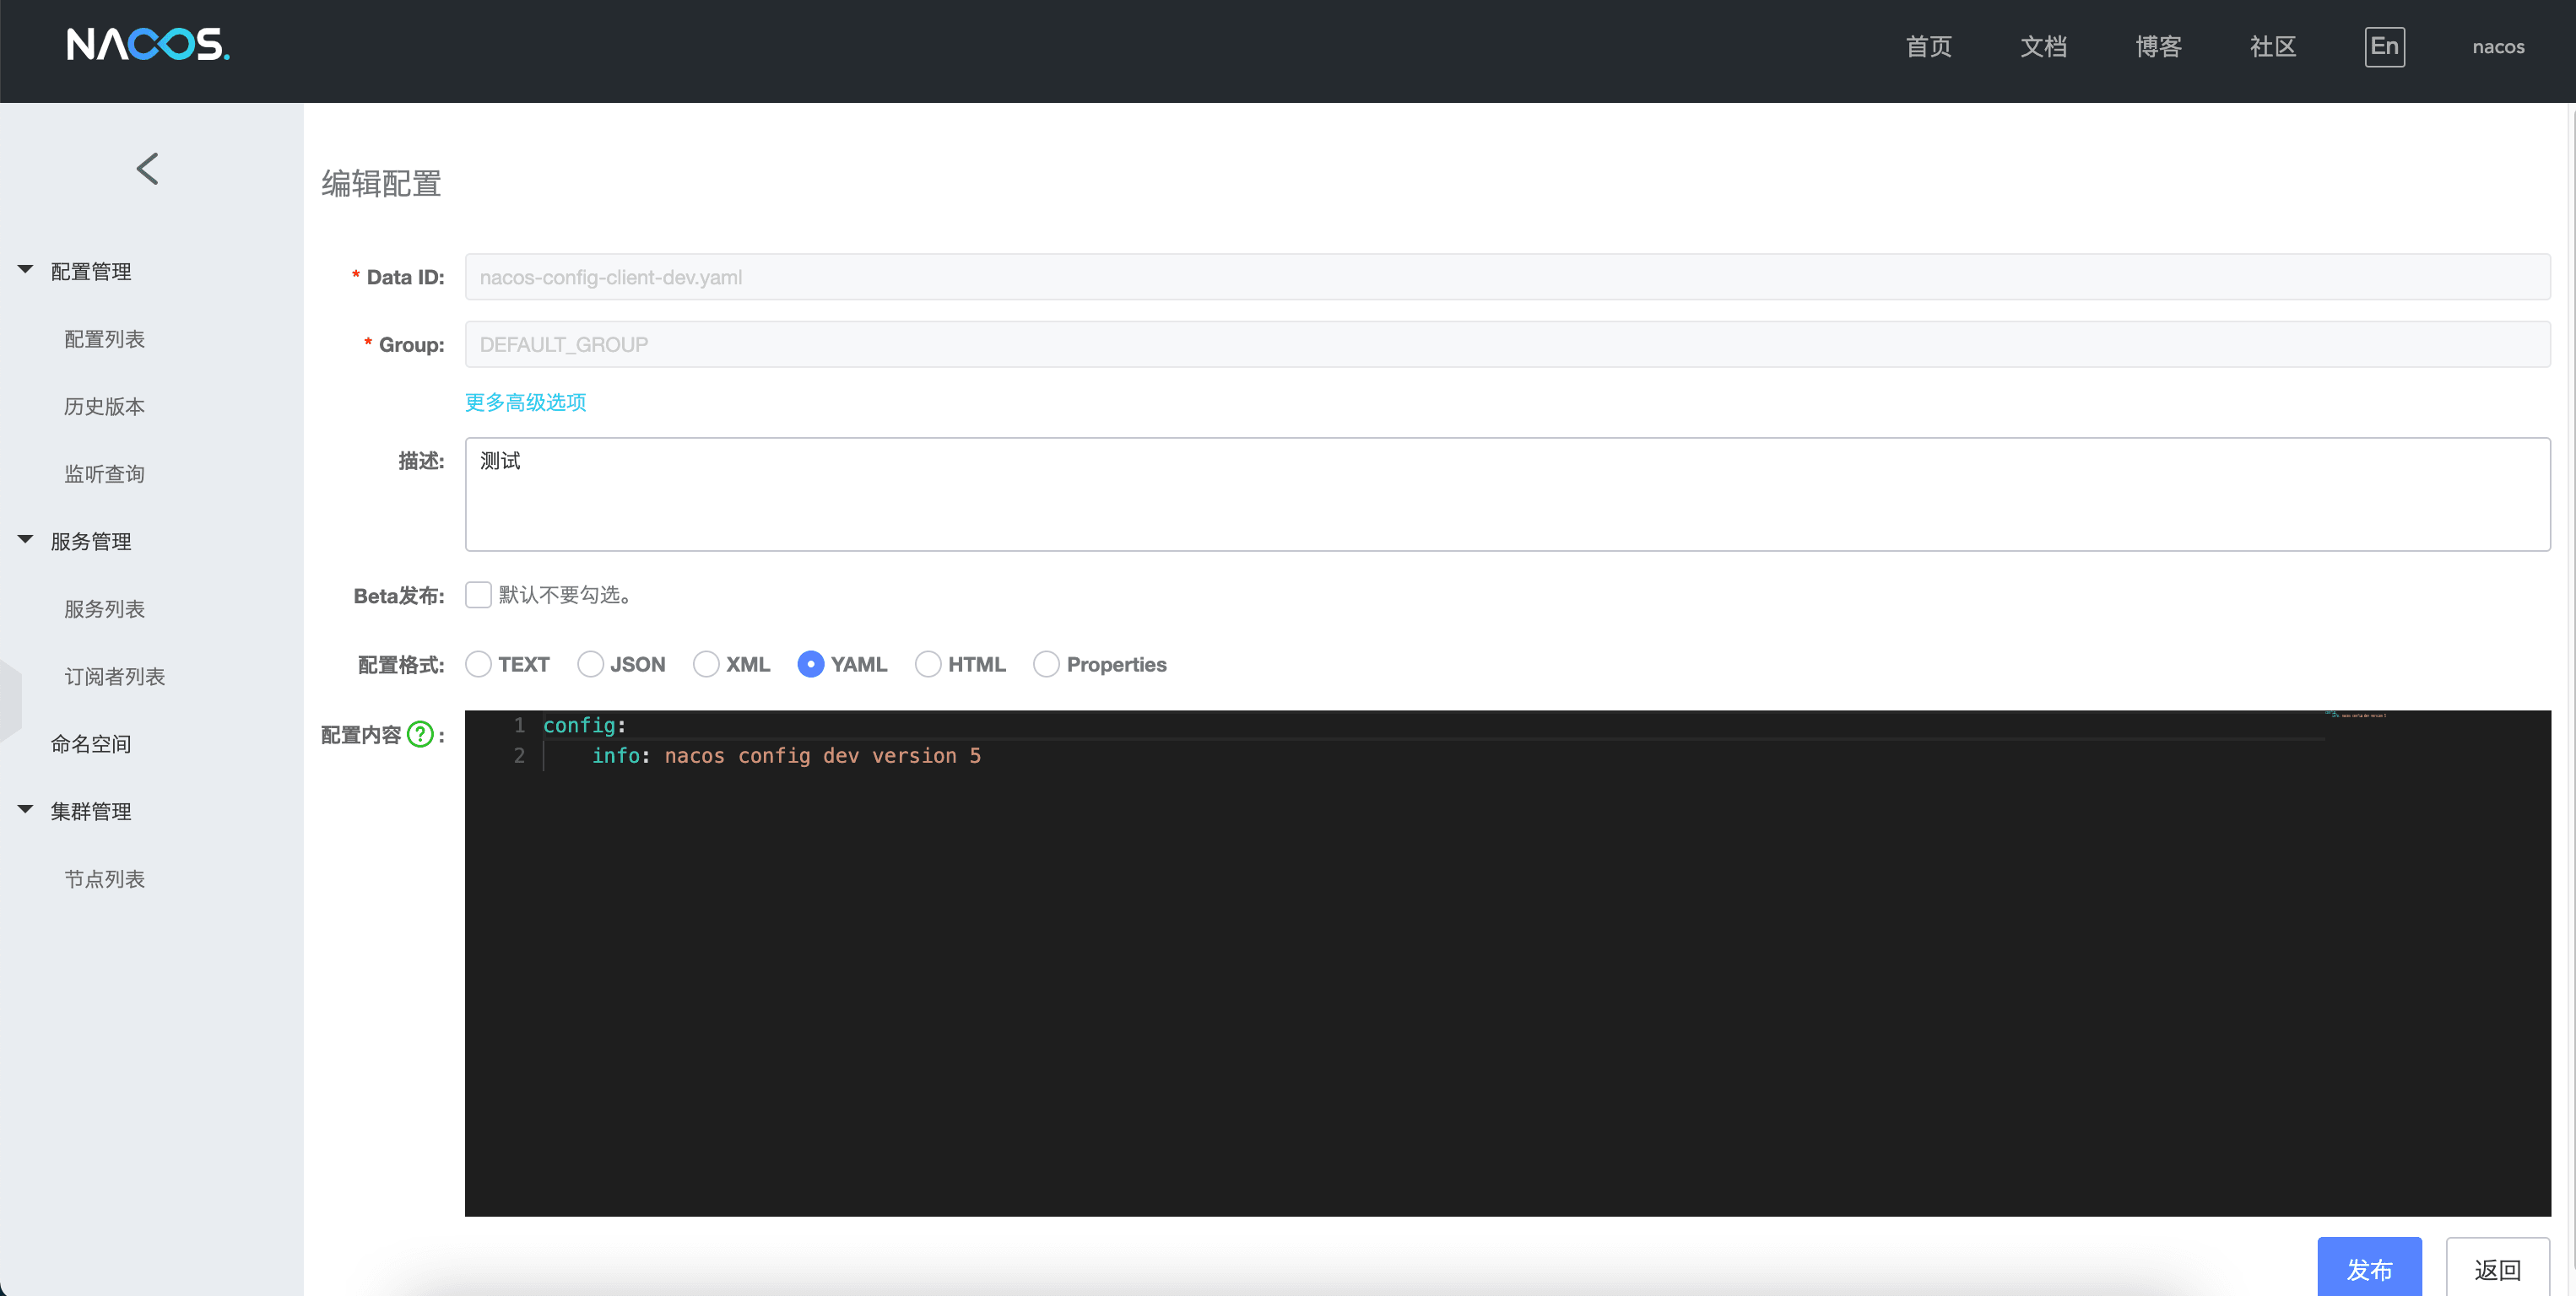 NACOS.
首页 文档 博客 社区 En nacos
编辑配置
配置管理
配置列表
历史版本
监听查询
服务管理
服务列表
订阅者列表
命名空间
集群管理
节点列表
* Data ID: nacos-config-client-dev.yaml
* Group: DEFAULT_GROUP
更多高级选项
描述: 测试
Beta发布: 默认不要勾选。
配置格式: TEXT JSON XML YAML HTML Properties
配置内容 ? :
1 config:
2 info: nacos config dev version 5
发布 返回